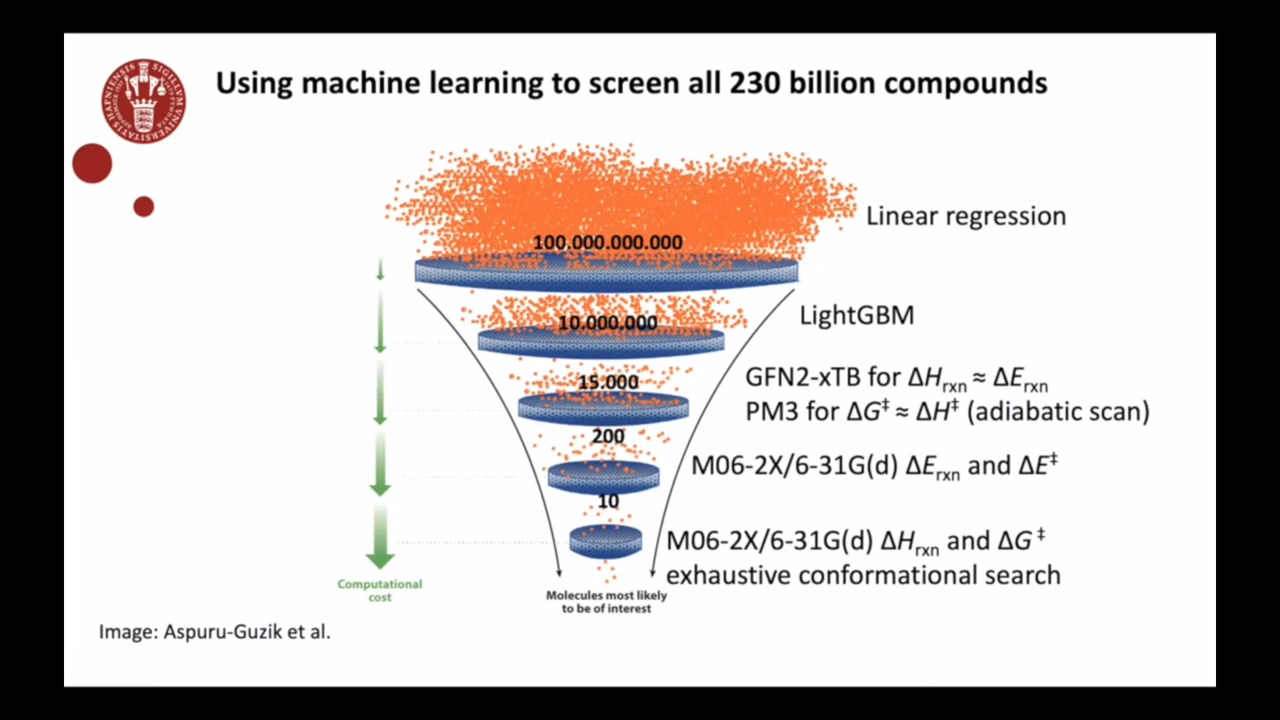 Using machine learning to screen all 230 billion compounds
Linear regression
100.000.000.000
LightGBM
10.000.000
GFN2-xTB for ΔHrxn ≈ ΔErxn
15.000
PM3 for ΔG‡ ≈ ΔH‡ (adiabatic scan)
200
M06-2X/6-31G(d) ΔErxn and ΔE‡
10
M06-2X/6-31G(d) ΔHrxn and ΔG‡
exhaustive conformational search
Computational
cost
Molecules most likely
to be of interest
Image: Aspuru-Guzik et al.